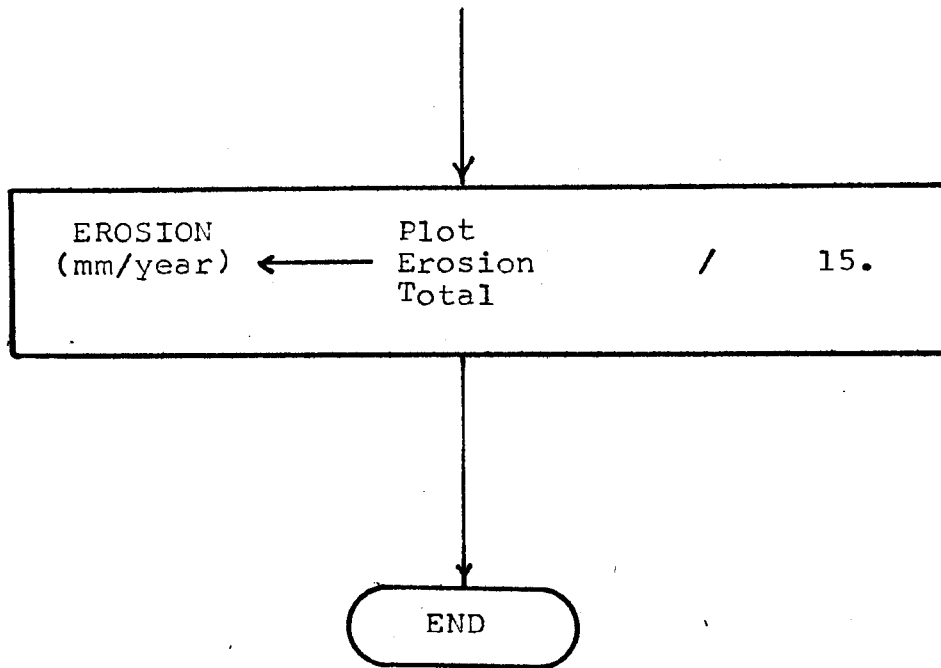 EROSION
(mm/year)
Plot
Erosion
Total
/ 15.
END